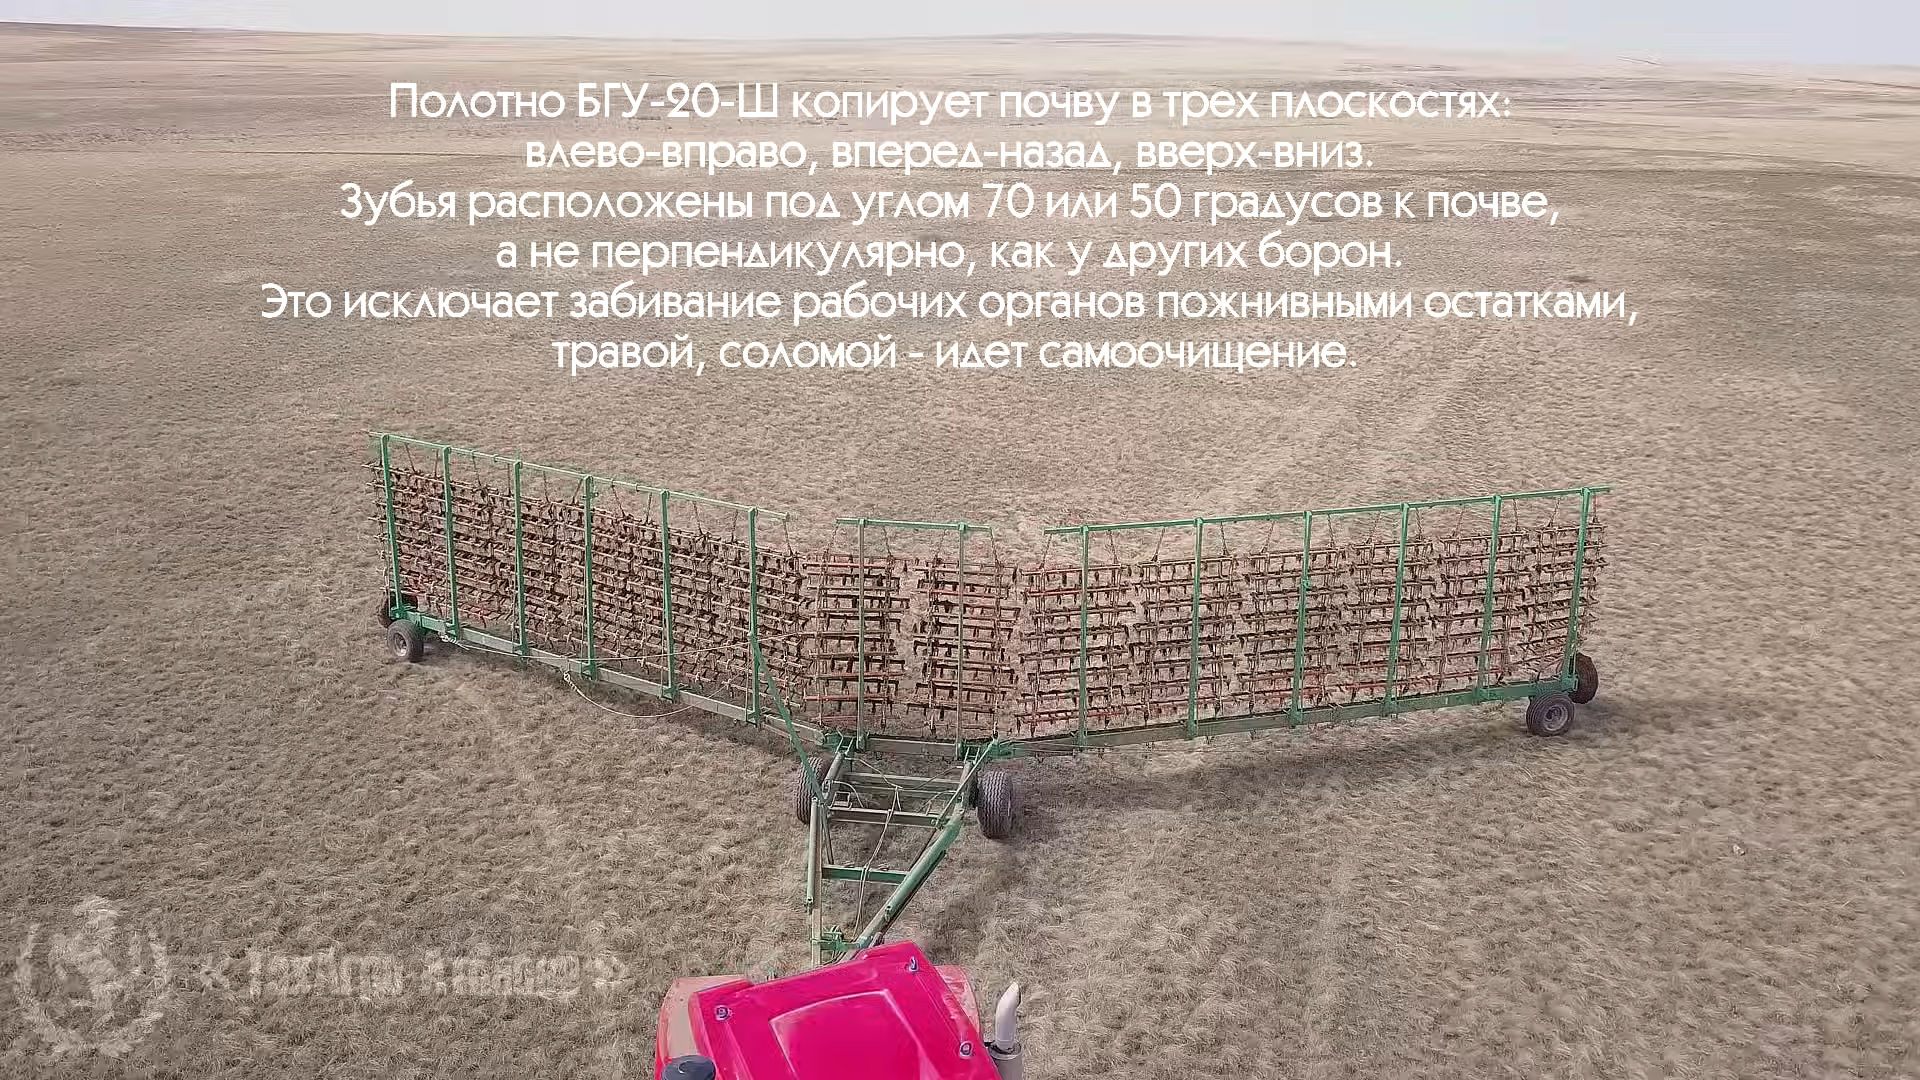 Полотно БГУ-20-Ш копирует почву в трех плоскостях:
влево-вправо, вперед-назад, вверх-вниз.
Зубья расположены под углом 70 или 50 градусов к почве,
а не перпендикулярно, как у других борон.
Это исключает забивание рабочих органов пожнивными остатками,
травой, соломой - идет самоочищение.